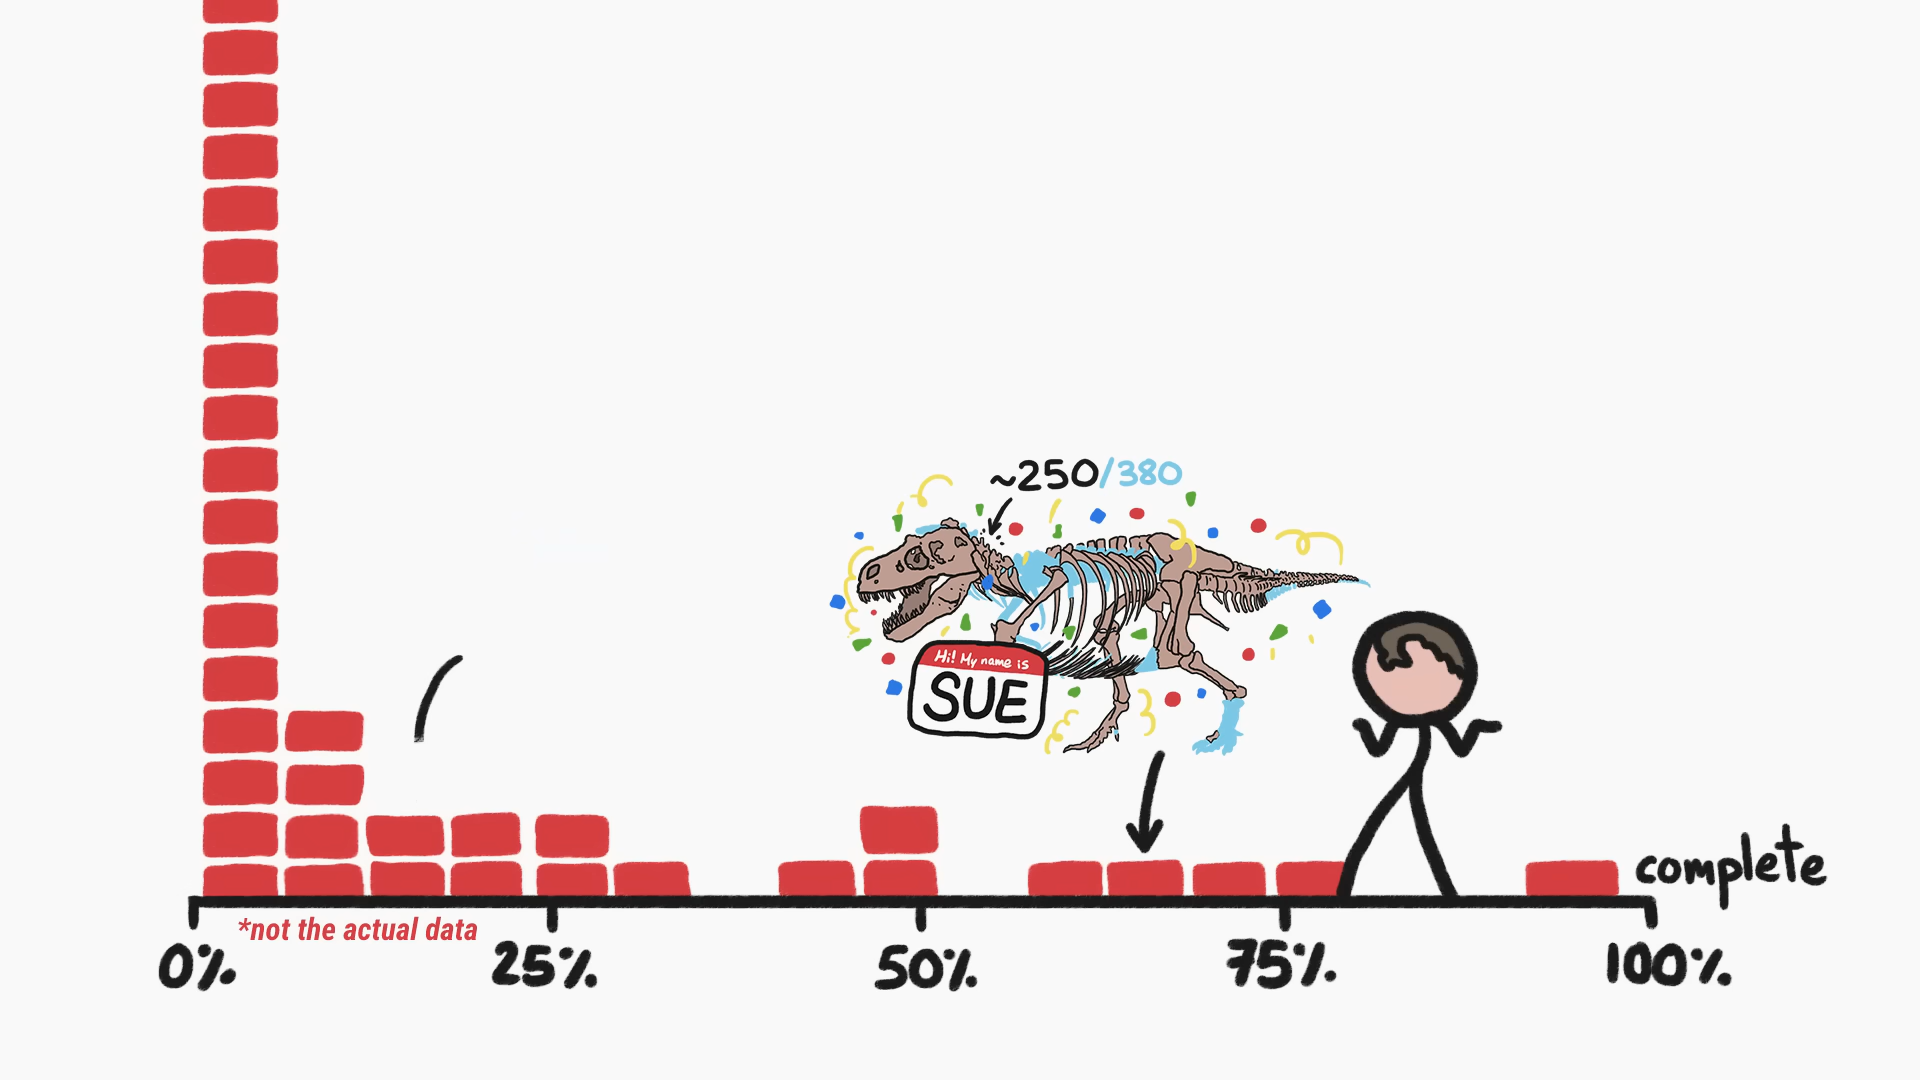 ~250/380
Hi! My name is
SUE
complete
*not the actual data
0% 25% 50% 75% 100%